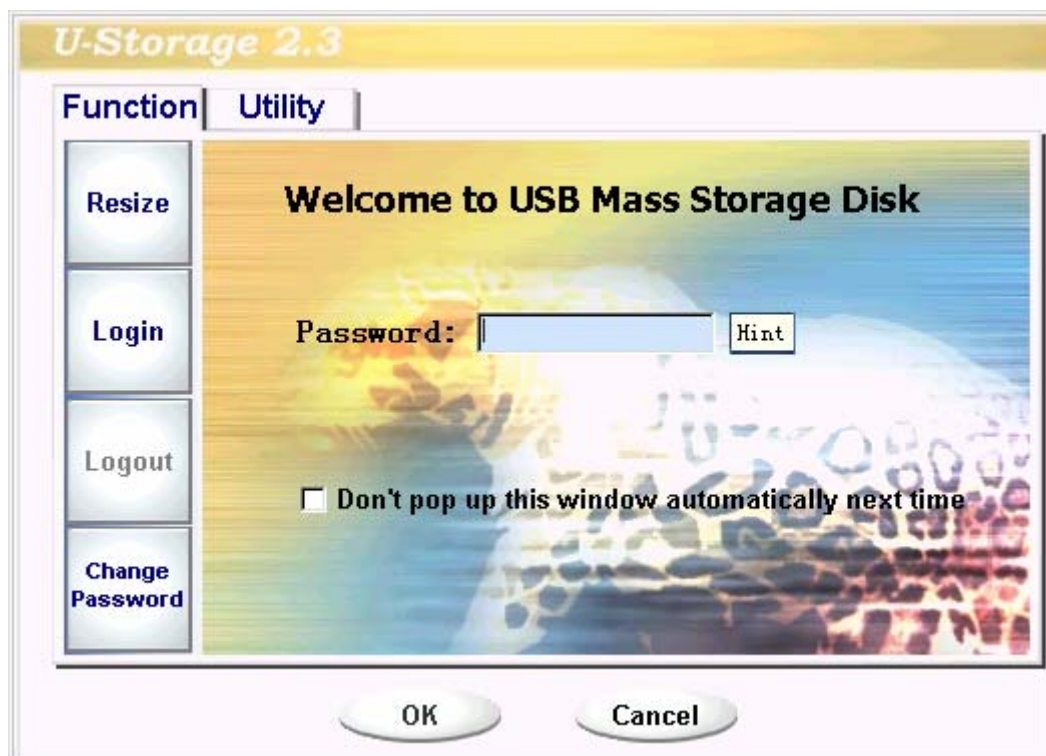 U-Storage 2.3
Function Utility
Resize
Welcome to USB Mass Storage Disk
Login
Password: Hint
Logout
Don't pop up this window automatically next time
Change
Password
OK Cancel